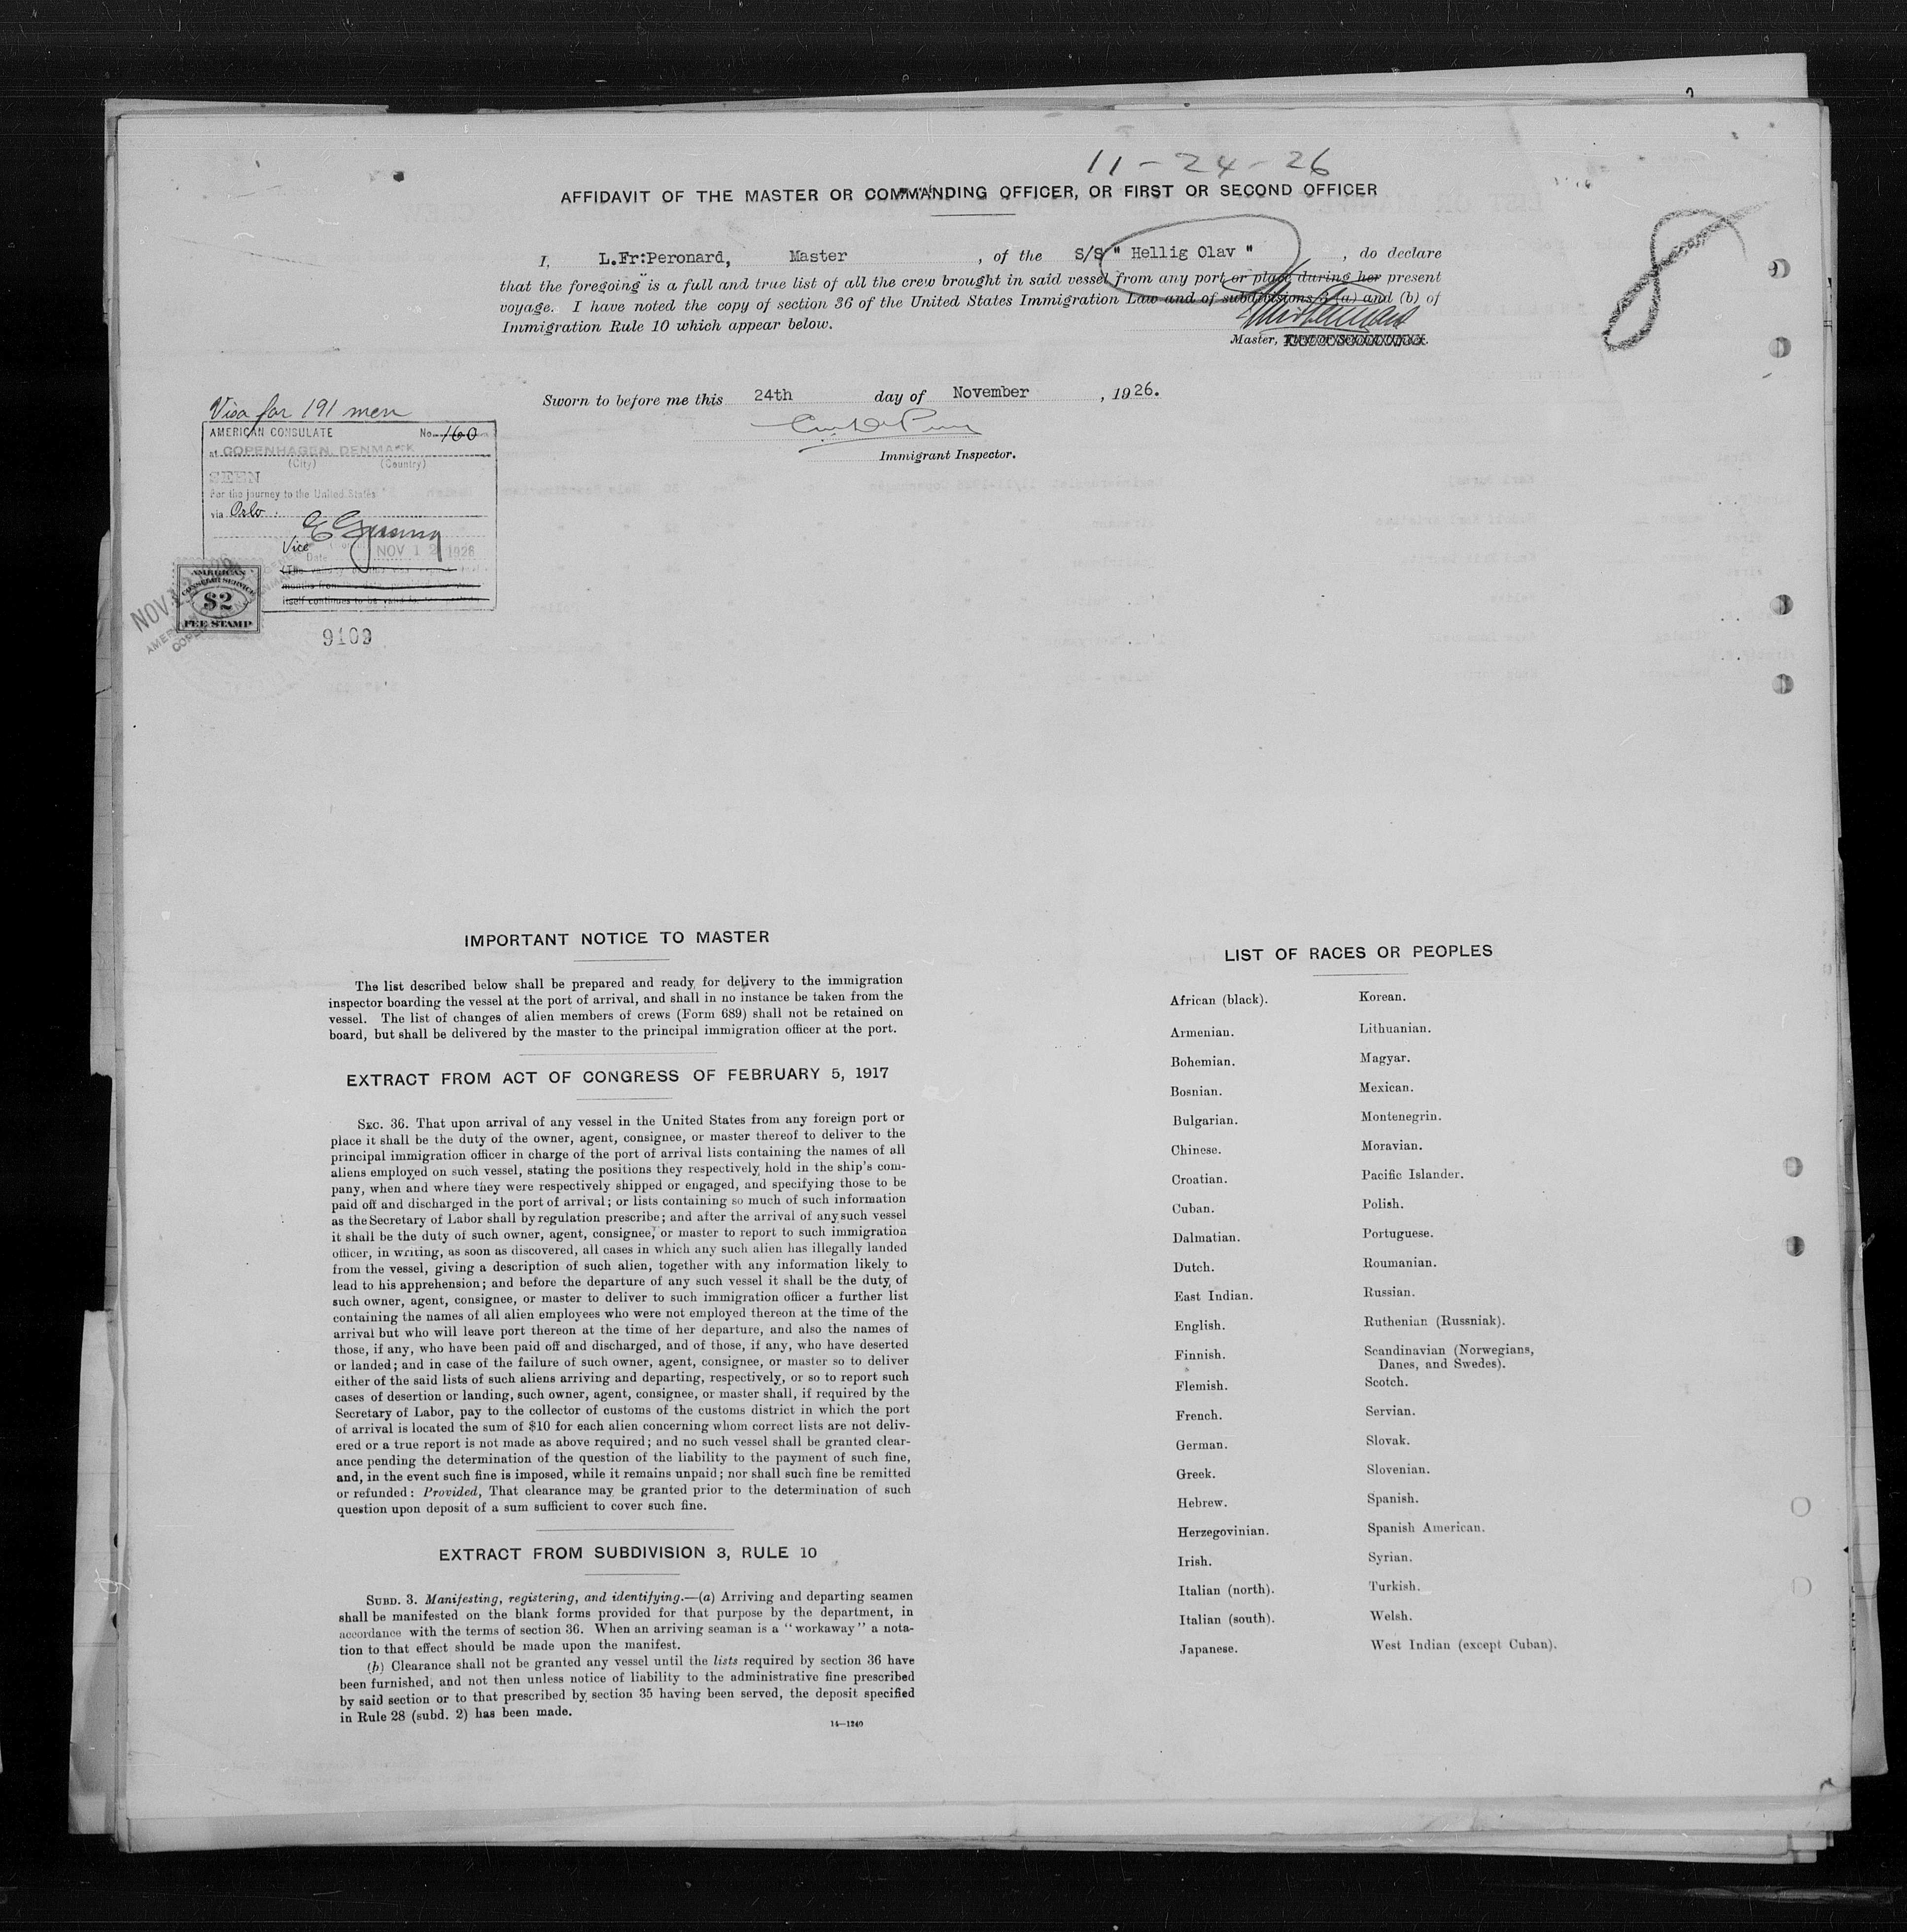 11-24-26
AFFIDAVIT OF THE MASTER OR COMMANDING OFFICER, OR FIRST OR SECOND OFFICER
I, L.Fr:Peronard, Master, of the S/S " Hellig Olav ", do declare
that the foregoing is a full and true list of all the crew brought in said vessel from any port or place during her present
voyage. I have noted the copy of section 36 of the United States Immigration Law and of subdivisions 3 (a) and (b) of
Immigration Rule 10 which appear below.
Master,
8
Sworn to before me this 24th day of November, 1926.
Immigrant Inspector.
Visa for 191 men
AMERICAN CONSULATE No. 160
at COPENHAGEN, DENMARK
(City) (Country)
SEEN
For the journey to the United States
via Oslo
Vice
Date NOV 12 1926
months from
itself continues to be valid
NOV 12 1926
AMERICAN
CONSULAR SERVICE
$2
FEE STAMP
9109
IMPORTANT NOTICE TO MASTER
The list described below shall be prepared and ready for delivery to the immigration
inspector boarding the vessel at the port of arrival, and shall in no instance be taken from the
vessel. The list of changes of alien members of crews (Form 689) shall not be retained on
board, but shall be delivered by the master to the principal immigration officer at the port.
EXTRACT FROM ACT OF CONGRESS OF FEBRUARY 5, 1917
SEC. 36. That upon arrival of any vessel in the United States from any foreign port or
place it shall be the duty of the owner, agent, consignee, or master thereof to deliver to the
principal immigration officer in charge of the port of arrival lists containing the names of all
aliens employed on such vessel, stating the positions they respectively hold in the ship's com-
pany, when and where they were respectively shipped or engaged, and specifying those to be
paid off and discharged in the port of arrival; or lists containing so much of such information
as the Secretary of Labor shall by regulation prescribe; and after the arrival of any such vessel
it shall be the duty of such owner, agent, consignee, or master to report to such immigration
officer, in writing, as soon as discovered, all cases in which any such alien has illegally landed
from the vessel, giving a description of such alien, together with any information likely to
lead to his apprehension; and before the departure of any such vessel it shall be the duty of
such owner, agent, consignee, or master to deliver to such immigration officer a further list
containing the names of all alien employees who were not employed thereon at the time of the
arrival but who will leave port thereon at the time of her departure, and also the names of
those, if any, who have been paid off and discharged, and of those, if any, who have deserted
or landed; and in case of the failure of such owner, agent, consignee, or master so to deliver
either of the said lists of such aliens arriving and departing, respectively, or so to report such
cases of desertion or landing, such owner, agent, consignee, or master shall, if required by the
Secretary of Labor, pay to the collector of customs of the customs district in which the port
of arrival is located the sum of $10 for each alien concerning whom correct lists are not deliv-
ered or a true report is not made as above required; and no such vessel shall be granted clear-
ance pending the determination of the question of the liability to the payment of such fine,
and, in the event such fine is imposed, while it remains unpaid; nor shall such fine be remitted
or refunded: Provided, That clearance may be granted prior to the determination of such
question upon deposit of a sum sufficient to cover such fine.
EXTRACT FROM SUBDIVISION 3, RULE 10
SUBD. 3. Manifesting, registering, and identifying.—(a) Arriving and departing seamen
shall be manifested on the blank forms provided for that purpose by the department, in
accordance with the terms of section 36. When an arriving seaman is a "workaway" a nota-
tion to that effect should be made upon the manifest.
(b) Clearance shall not be granted any vessel until the lists required by section 36 have
been furnished, and not then unless notice of liability to the administrative fine prescribed
by said section or to that prescribed by section 35 having been served, the deposit specified
in Rule 28 (subd. 2) has been made.
14—1240
LIST OF RACES OR PEOPLES
African (black).
Armenian.
Bohemian.
Bosnian.
Bulgarian.
Chinese.
Croatian.
Cuban.
Dalmatian.
Dutch.
East Indian.
English.
Finnish.
Flemish.
French.
German.
Greek.
Hebrew.
Herzegovinian.
Irish.
Italian (north).
Italian (south).
Japanese.
Korean.
Lithuanian.
Magyar.
Mexican.
Montenegrin.
Moravian.
Pacific Islander.
Polish.
Portuguese.
Roumanian.
Russian.
Ruthenian (Russniak).
Scandinavian (Norwegians,
Danes, and Swedes).
Scotch.
Servian.
Slovak.
Slovenian.
Spanish.
Spanish American.
Syrian.
Turkish.
Welsh.
West Indian (except Cuban).